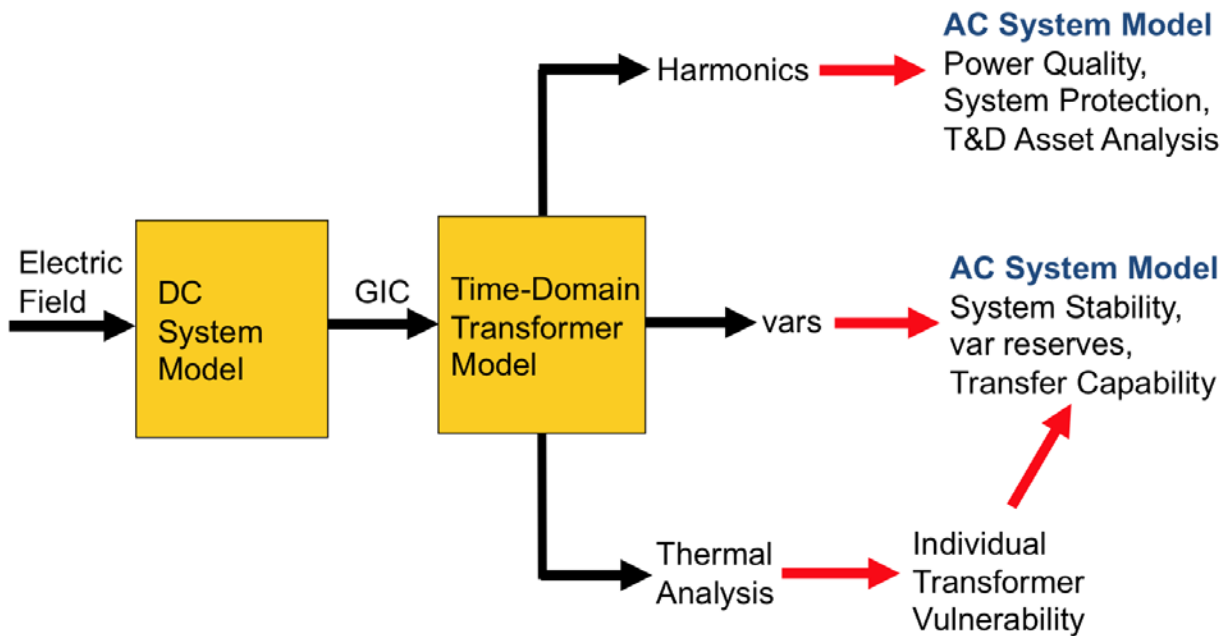 AC System Model
Power Quality,
System Protection,
T&D Asset Analysis
Harmonics
Electric
Field
DC
System
Model
GIC
Time-Domain
Transformer
Model
vars
AC System Model
System Stability,
var reserves,
Transfer Capability
Thermal
Analysis
Individual
Transformer
Vulnerability